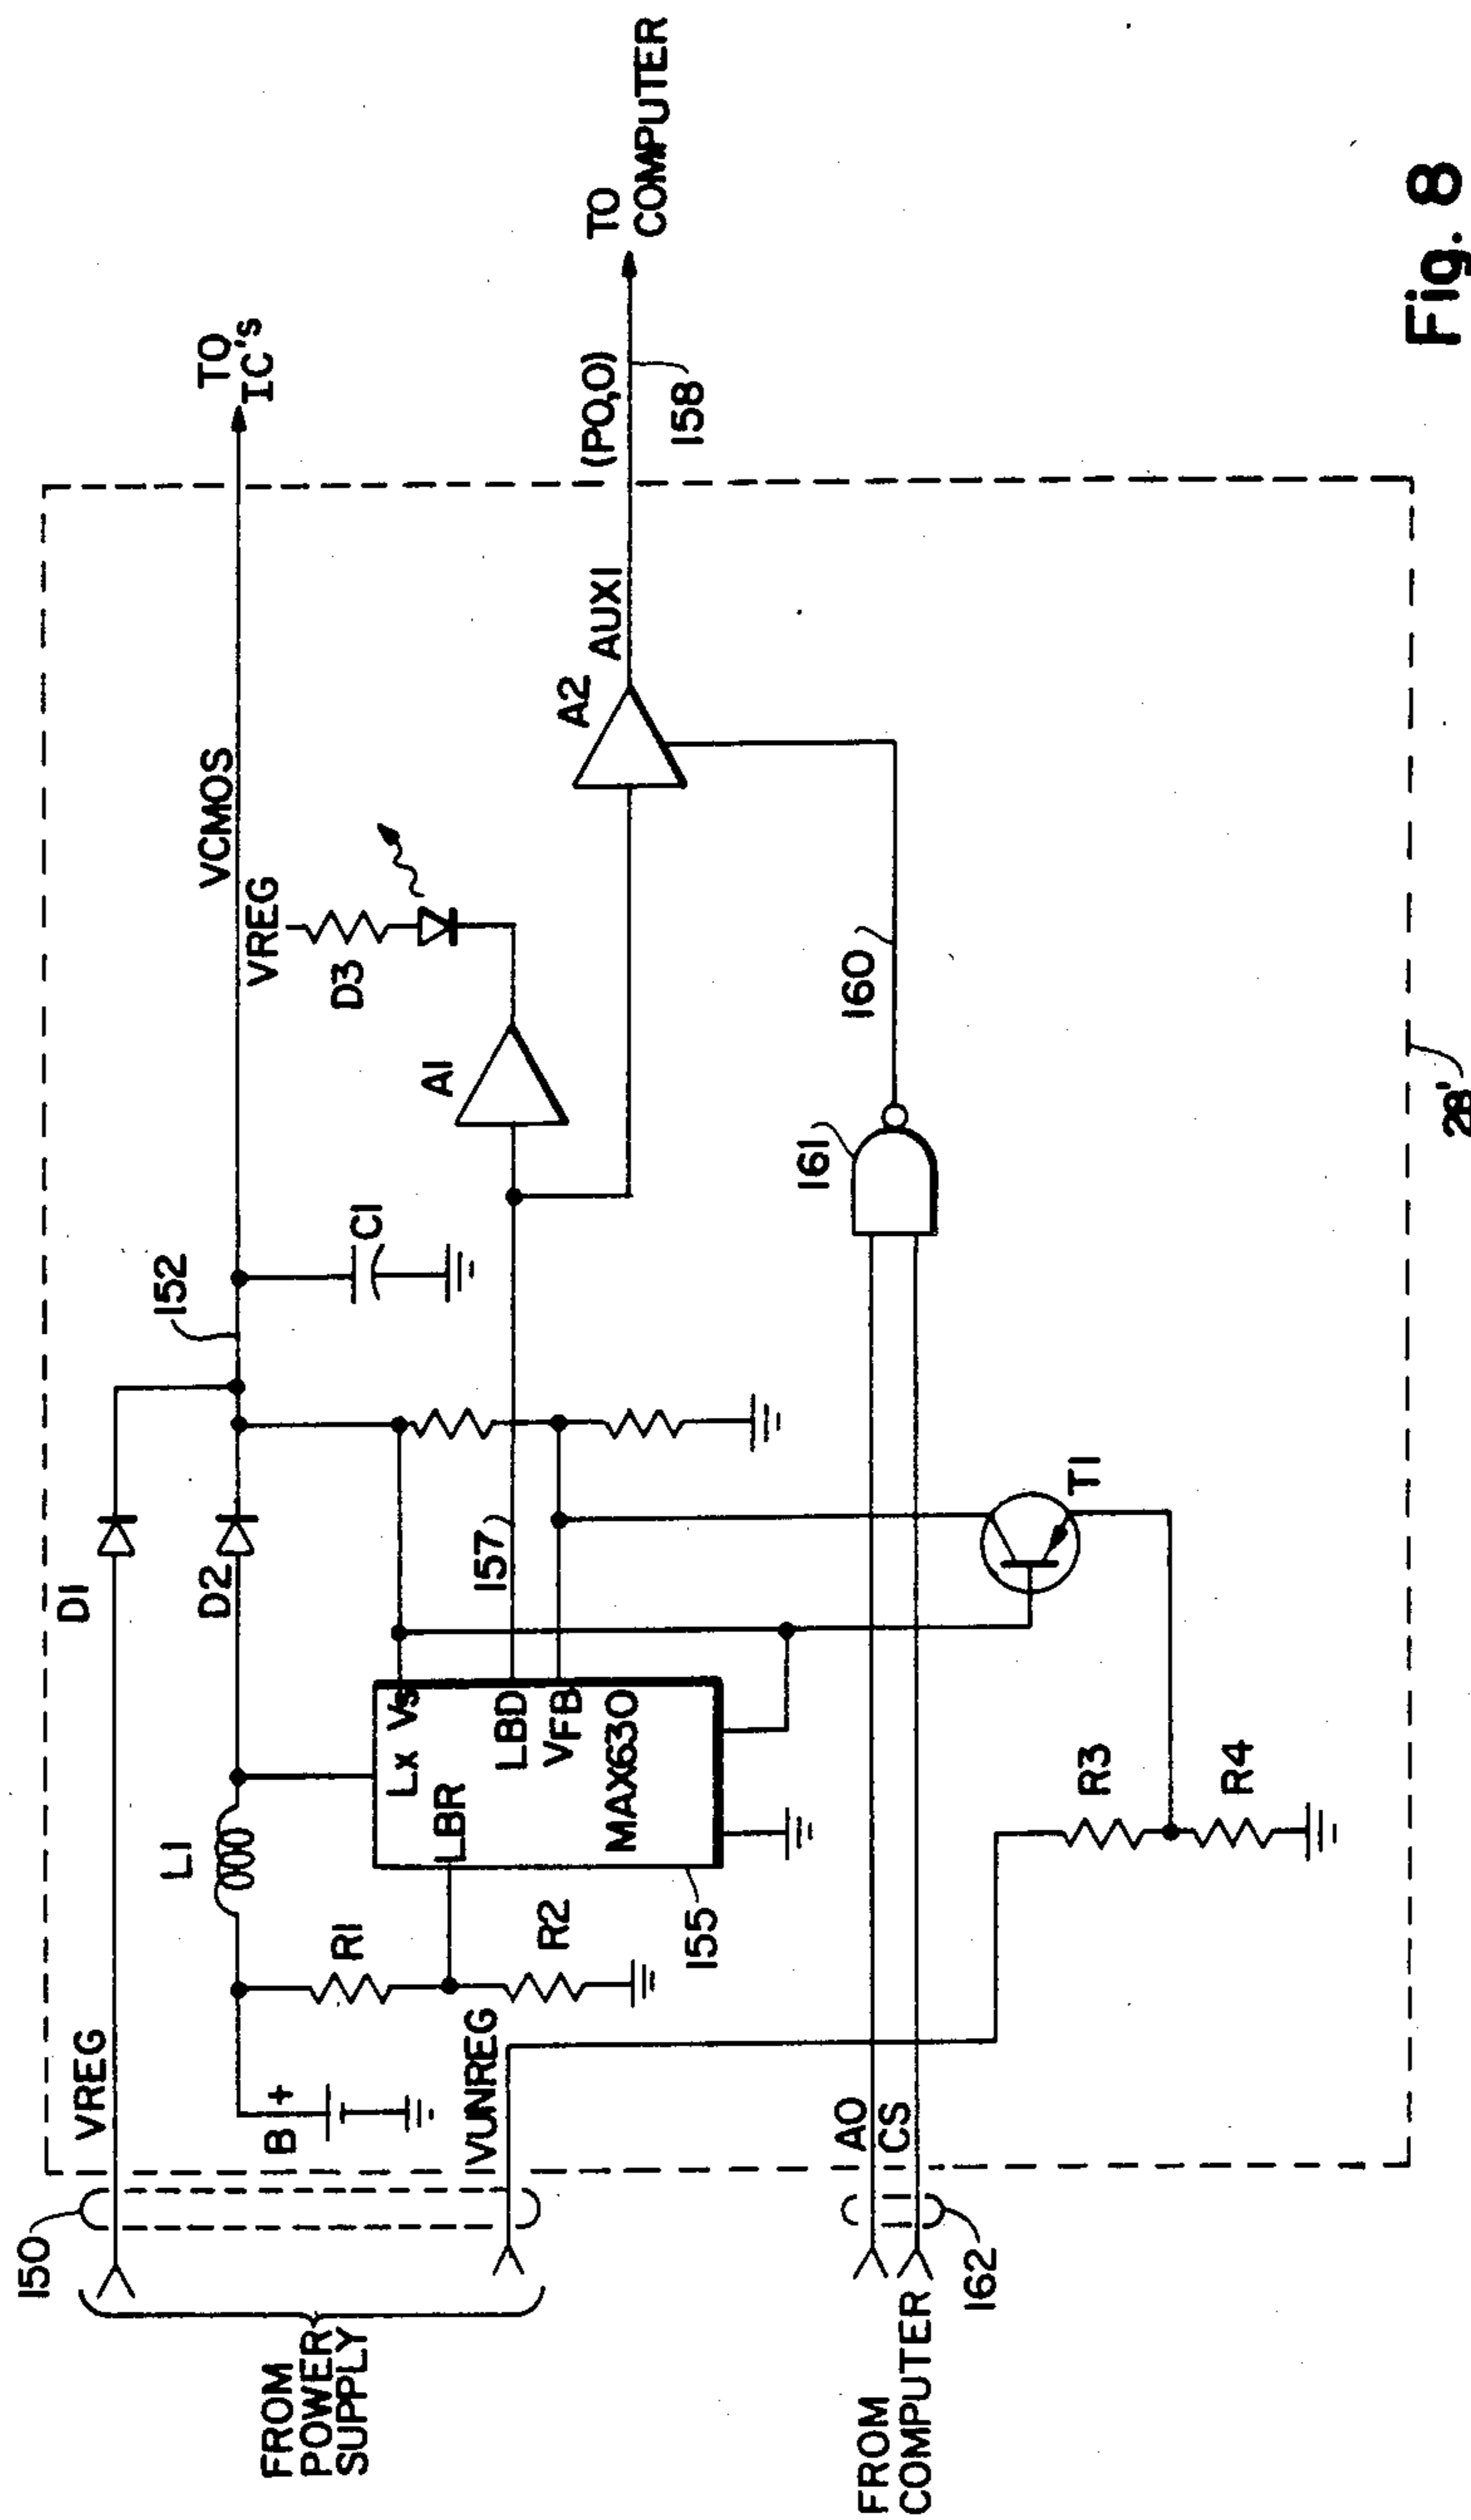 FROM
POWER
SUPPLY
150
VREG
D1
152
B1 +
L1
D2
VCMOS
TO
IC's
R1
C1
VREG
D3
Lx Vs
LBR
LBD
VFB
MAX630
155
R2
157
A1
A2
AUX1
(P0,0)
158
TO
COMPUTER
VUNREG
FROM
COMPUTER
A0
CS
162
161
160
T1
R3
R4
28'
Fig. 8